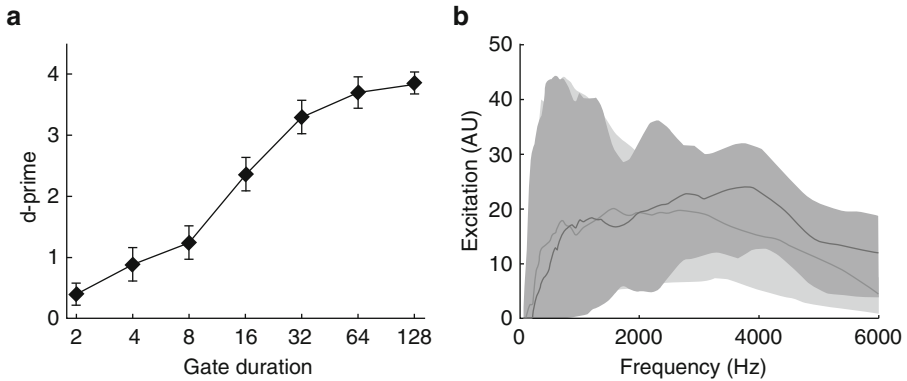 a
4
3
2
1
0
d-prime
2 4 8 16 32 64 128
Gate duration
b
50
40
30
20
10
0
Excitation (AU)
0 2000 4000 6000
Frequency (Hz)